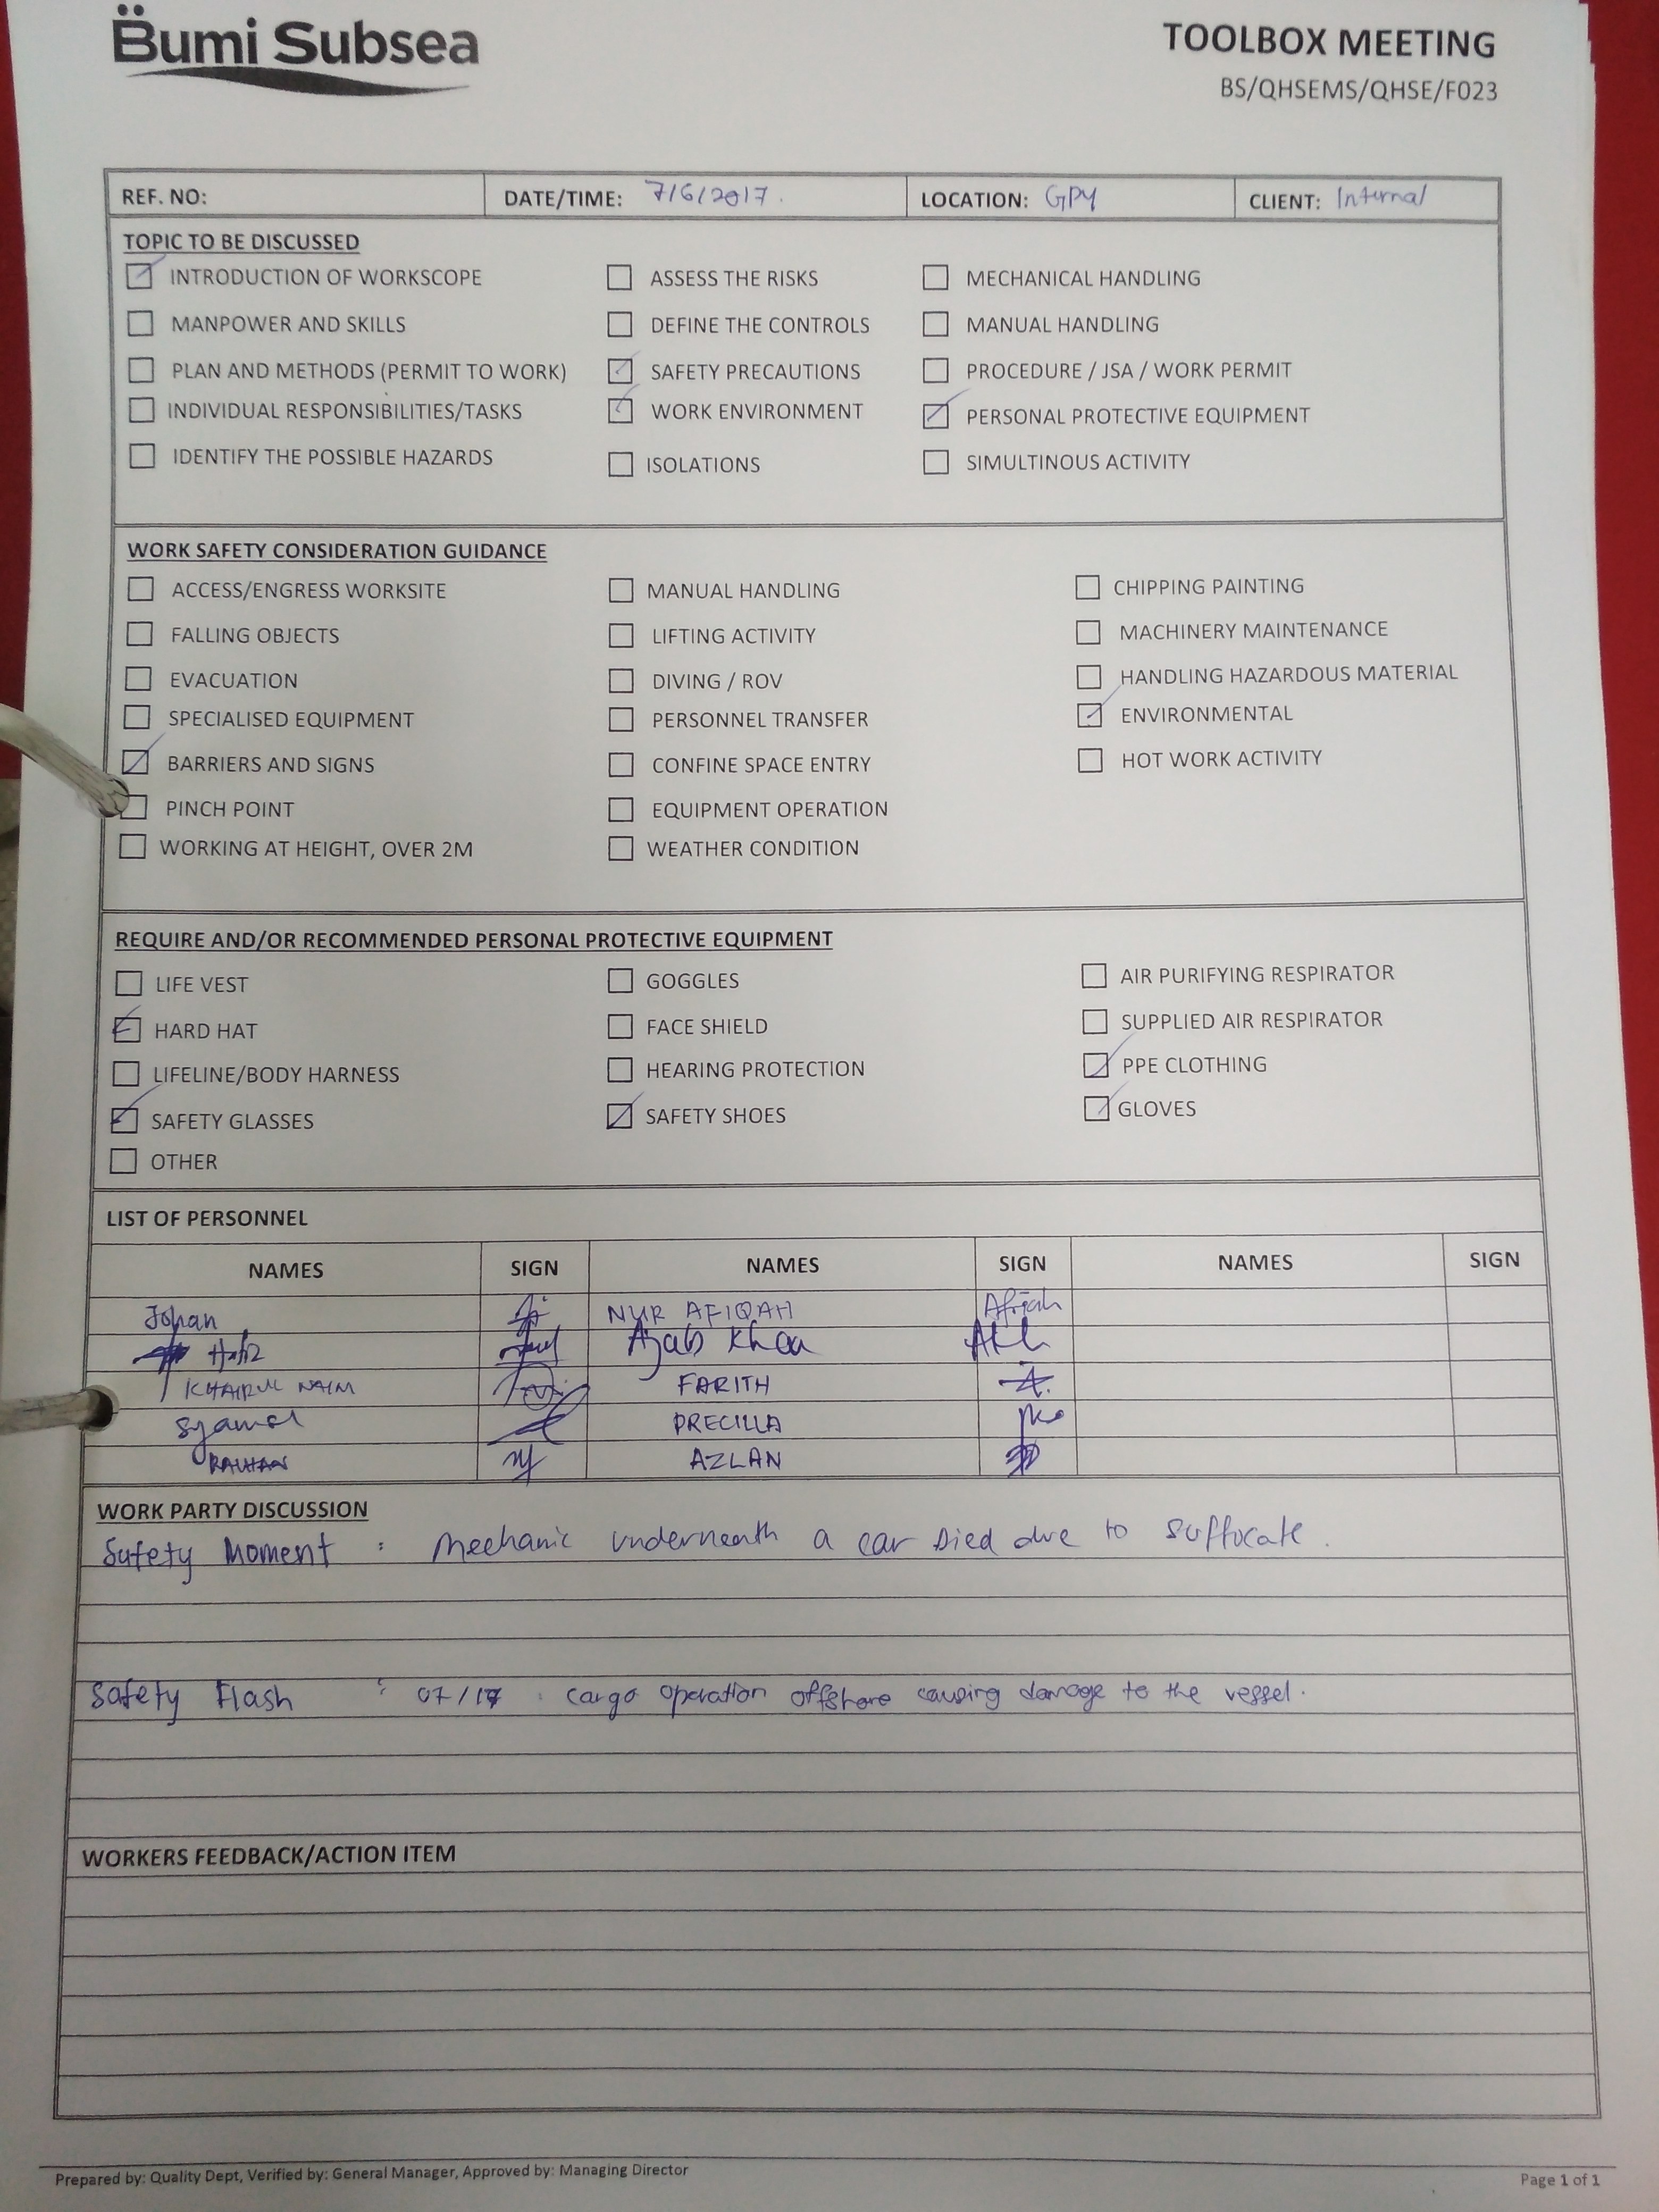 Bumi Subsea
TOOLBOX MEETING
BS/QHSEMS/QHSE/F023
REF. NO: DATE/TIME: 7/6/2017. LOCATION: GPY CLIENT: Internal
TOPIC TO BE DISCUSSED
INTRODUCTION OF WORKSCOPE ASSESS THE RISKS MECHANICAL HANDLING
MANPOWER AND SKILLS DEFINE THE CONTROLS MANUAL HANDLING
PLAN AND METHODS (PERMIT TO WORK) SAFETY PRECAUTIONS PROCEDURE / JSA / WORK PERMIT
INDIVIDUAL RESPONSIBILITIES/TASKS WORK ENVIRONMENT PERSONAL PROTECTIVE EQUIPMENT
IDENTIFY THE POSSIBLE HAZARDS ISOLATIONS SIMULTINOUS ACTIVITY
WORK SAFETY CONSIDERATION GUIDANCE
ACCESS/ENGRESS WORKSITE MANUAL HANDLING CHIPPING PAINTING
FALLING OBJECTS LIFTING ACTIVITY MACHINERY MAINTENANCE
EVACUATION DIVING / ROV HANDLING HAZARDOUS MATERIAL
SPECIALISED EQUIPMENT PERSONNEL TRANSFER ENVIRONMENTAL
BARRIERS AND SIGNS CONFINE SPACE ENTRY HOT WORK ACTIVITY
PINCH POINT EQUIPMENT OPERATION
WORKING AT HEIGHT, OVER 2M WEATHER CONDITION
REQUIRE AND/OR RECOMMENDED PERSONAL PROTECTIVE EQUIPMENT
LIFE VEST GOGGLES AIR PURIFYING RESPIRATOR
HARD HAT FACE SHIELD SUPPLIED AIR RESPIRATOR
LIFELINE/BODY HARNESS HEARING PROTECTION PPE CLOTHING
SAFETY GLASSES SAFETY SHOES GLOVES
OTHER
LIST OF PERSONNEL
NAMES SIGN NAMES SIGN NAMES SIGN
Johan NUR AFIQAH Afiqah
Hafiz Ajab Khan
KHAIRUL NAIM FARITH
Syamel PRECILLA
RAIHAN AZLAN
WORK PARTY DISCUSSION
Safety Moment : Mechanic underneath a car Died due to suffocate.
Safety Flash : 07/17 : cargo operation offshore causing damage to the vessel.
WORKERS FEEDBACK/ACTION ITEM
Prepared by: Quality Dept, Verified by: General Manager, Approved by: Managing Director
Page 1 of 1